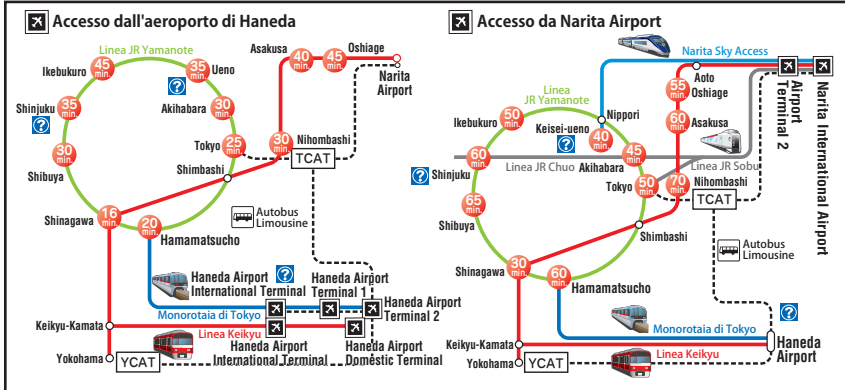 Accesso dall'aeroporto di Haneda
Linea JR Yamanote
Ikebukuro
45 min.
35 min.
Ueno
Shinjuku
35 min.
?
?
Akihabara
30 min.
30 min.
Shibuya
Tokyo
25 min.
Shimbashi
Asakusa
40 min.
45 min.
Oshiage
Narita
Airport
30 min.
Nihombashi
TCAT
Shinagawa
16 min.
20 min.
Hamamatsucho
Autobus
Limousine
Haneda Airport
International Terminal
?
Haneda Airport
Terminal 1
Haneda Airport
Terminal 2
Monorotaia di Tokyo
Keikyu-Kamata
Linea Keikyu
Haneda Airport
International Terminal
Haneda Airport
Domestic Terminal
Yokohama
YCAT
Accesso da Narita Airport
Narita Sky Access
Linea
JR Yamanote
Nippori
Aoto
55 min.
Oshiage
60 min.
Asakusa
Airport
Terminal 2
Narita International Airport
Ikebukuro
50 min.
Keisei-ueno
?
40 min.
45 min.
Akihabara
60 min.
?
Shinjuku
Linea JR Chuo
Linea JR Sobu
Tokyo
50 min.
70 min.
Nihombashi
TCAT
65 min.
Shibuya
Shimbashi
Autobus
Limousine
Shinagawa
30 min.
60 min.
Hamamatsucho
?
Monorotaia di Tokyo
Keikyu-Kamata
Linea Keikyu
Haneda
Airport
Yokohama
YCAT